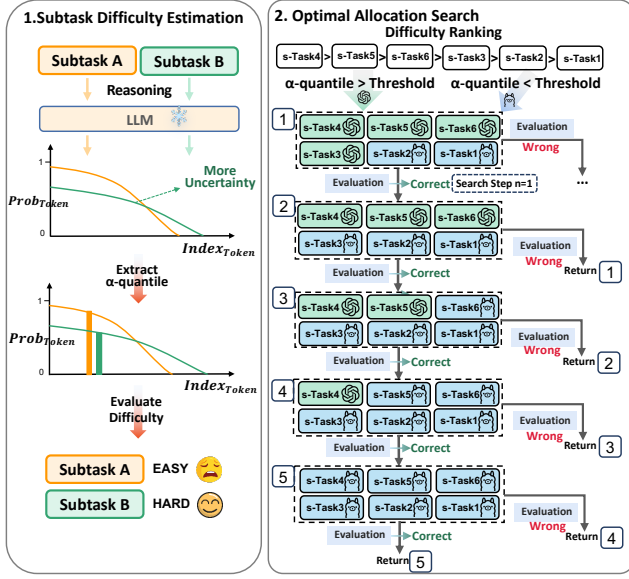 1.Subtask Difficulty Estimation
Subtask A
Subtask B
Reasoning
LLM
1
More
Uncertainty
Prob_Token
0
Index_Token
Extract
α-quantile
1
Prob_Token
0
Index_Token
Evaluate
Difficulty
Subtask A EASY
Subtask B HARD
2. Optimal Allocation Search
Difficulty Ranking
s-Task4 > s-Task5 > s-Task6 > s-Task3 > s-Task2 > s-Task1
α-quantile > Threshold α-quantile < Threshold
1
s-Task4 s-Task5 s-Task6
s-Task3 s-Task2 s-Task1
Evaluation
Wrong
...
Evaluation Correct Search Step n=1
2
s-Task4 s-Task5 s-Task6
s-Task3 s-Task2 s-Task1
Evaluation
Wrong
Return 1
Evaluation Correct
3
s-Task4 s-Task5 s-Task6
s-Task3 s-Task2 s-Task1
Evaluation
Wrong
Return 2
Evaluation Correct
4
s-Task4 s-Task5 s-Task6
s-Task3 s-Task2 s-Task1
Evaluation
Wrong
Return 3
Evaluation Correct
5
s-Task4 s-Task5 s-Task6
s-Task3 s-Task2 s-Task1
Evaluation
Wrong
Return 4
Evaluation Correct
Return 5